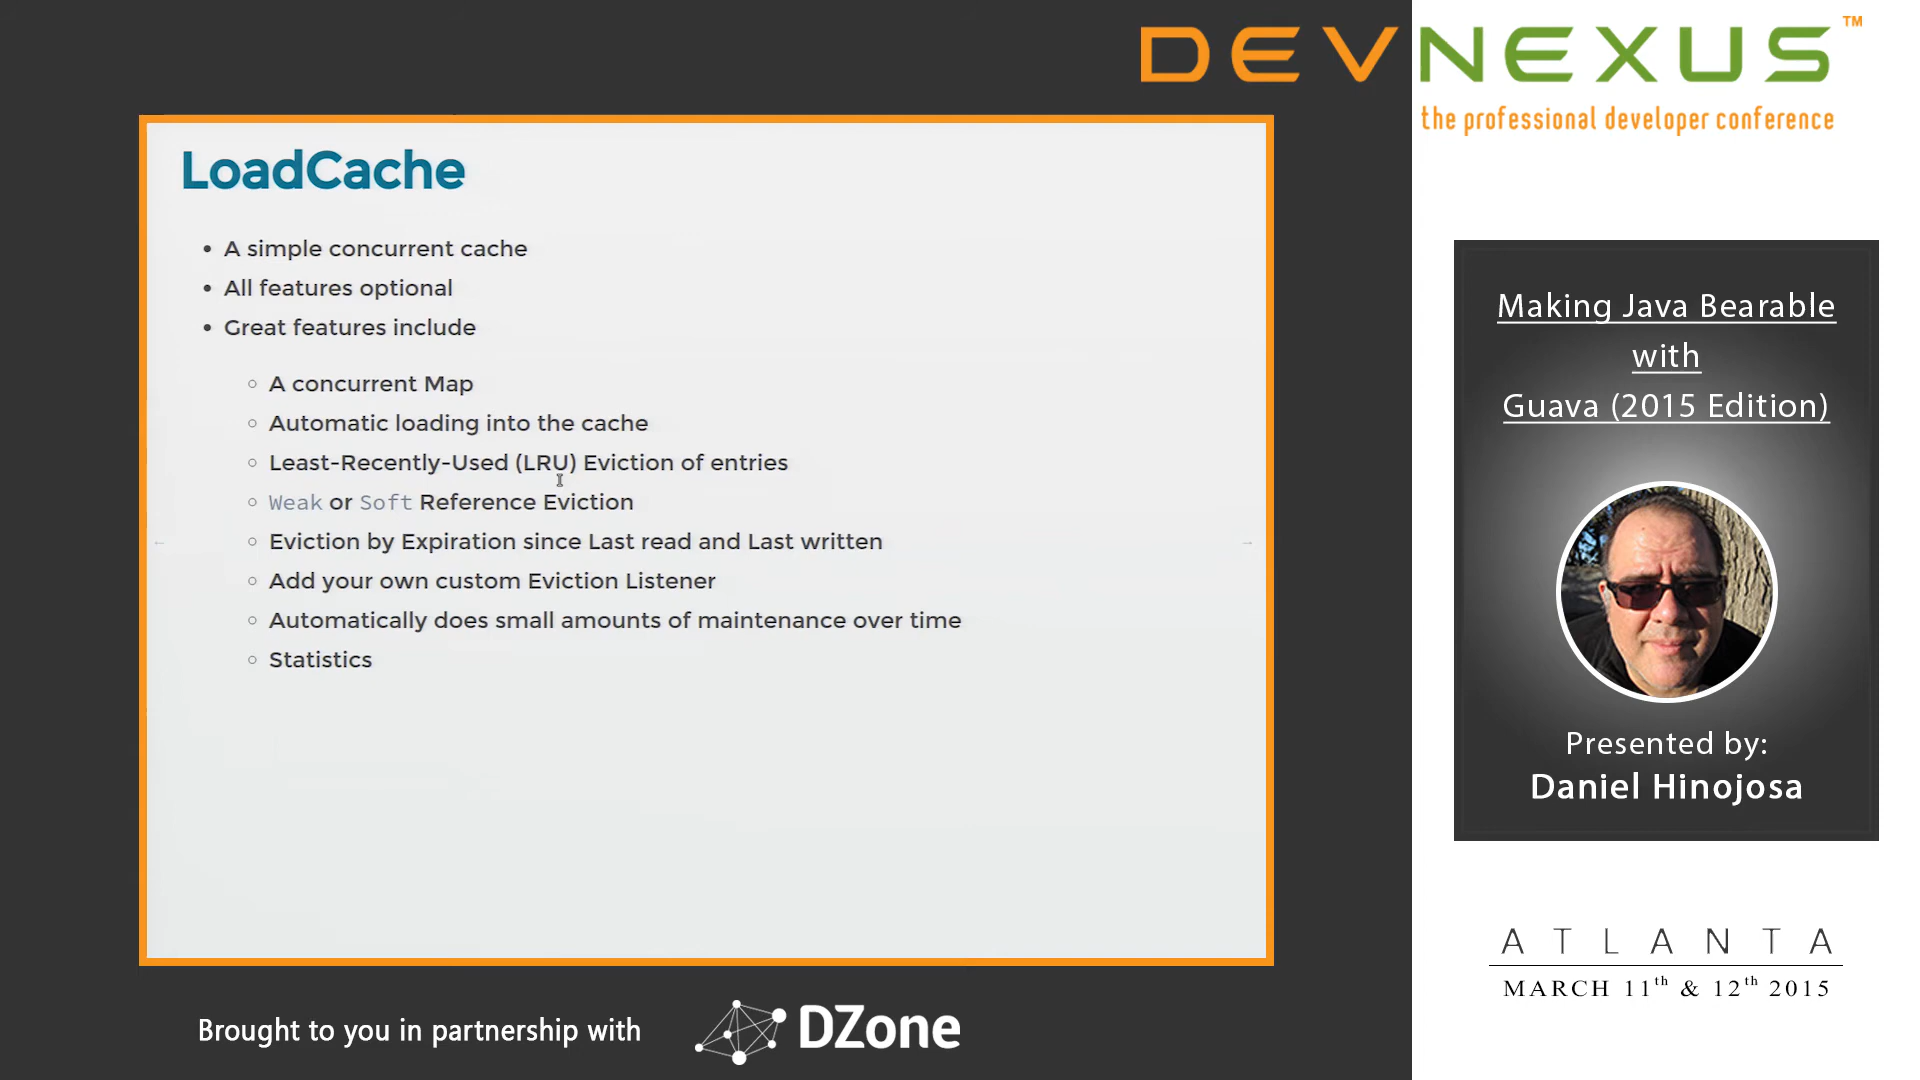 DEVNEXUS™
the professional developer conference
LoadCache
• A simple concurrent cache
• All features optional
• Great features include
○ A concurrent Map
○ Automatic loading into the cache
○ Least-Recently-Used (LRU) Eviction of entries
○ Weak or Soft Reference Eviction
○ Eviction by Expiration since Last read and Last written
○ Add your own custom Eviction Listener
○ Automatically does small amounts of maintenance over time
○ Statistics
Making Java Bearable
with
Guava (2015 Edition)
Presented by:
Daniel Hinojosa
ATLANTA
MARCH 11th & 12th 2015
Brought to you in partnership with
DZone